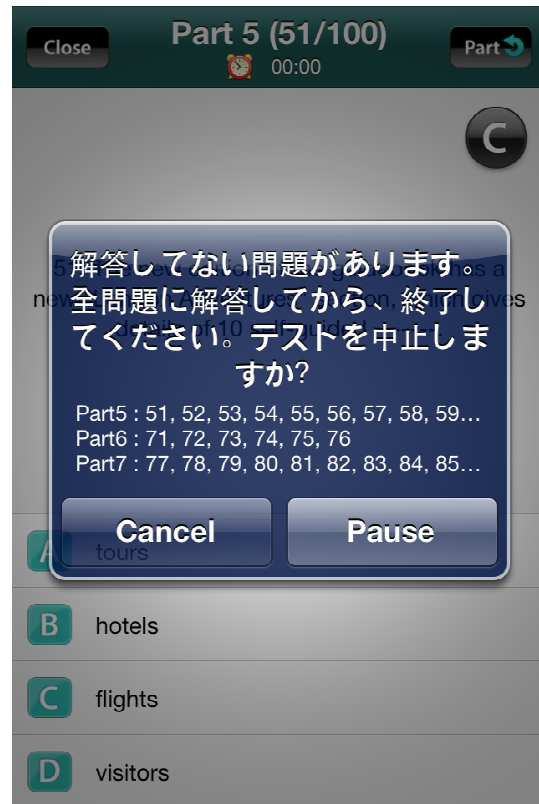 Close
Part 5 (51/100)
00:00
Part
C
解答してない問題があります。
全問題に解答してから、終了し
てください。テストを中止しま
すか?
Part5 : 51, 52, 53, 54, 55, 56, 57, 58, 59...
Part6 : 71, 72, 73, 74, 75, 76
Part7 : 77, 78, 79, 80, 81, 82, 83, 84, 85...
Cancel
Pause
A tours
B hotels
C flights
D visitors